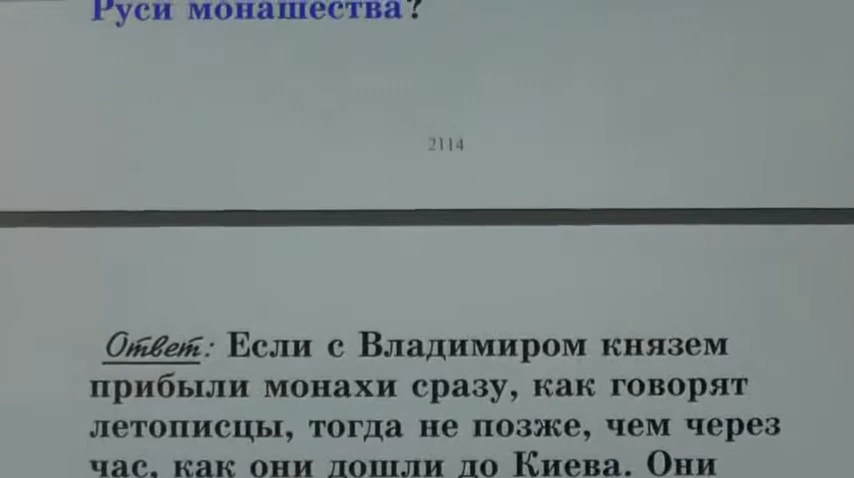 Руси монашества?
2114
Ответ: Если с Владимиром князем
прибыли монахи сразу, как говорят
летописцы, тогда не позже, чем через
час, как они дошли до Киева. Они